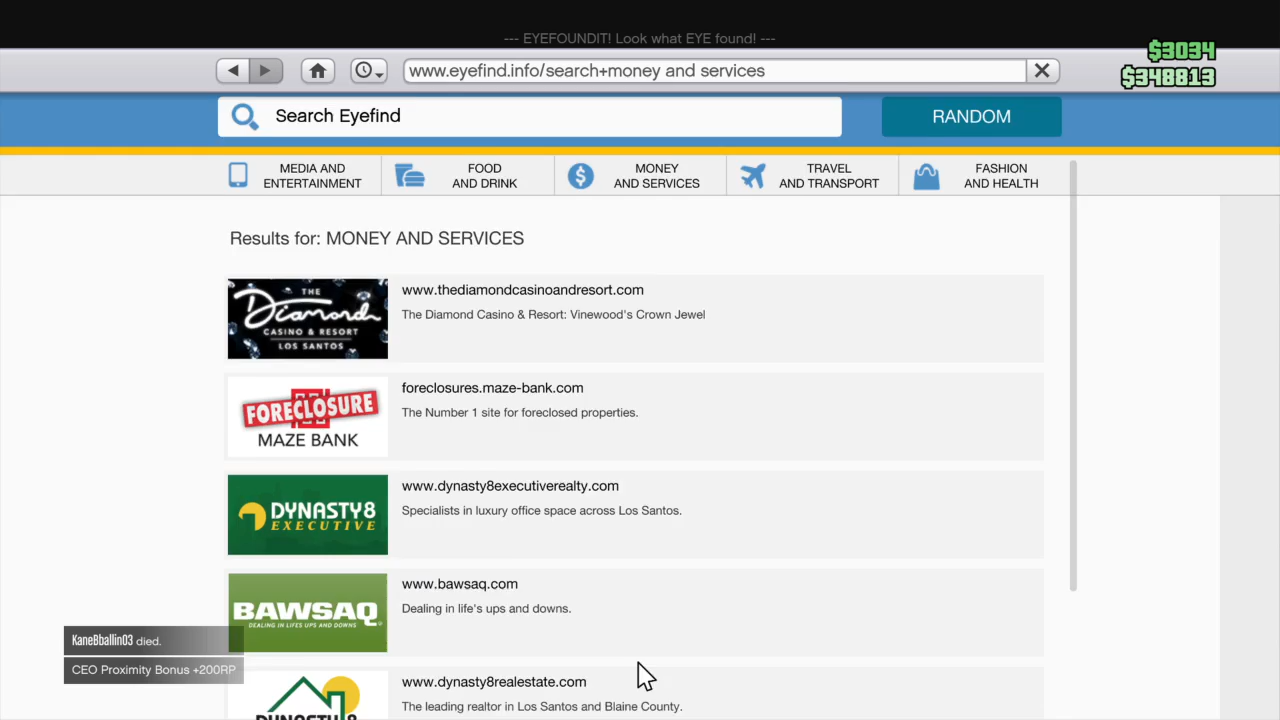 --- EYEFOUNDIT! Look what EYE found! ---
$3034
www.eyefind.info/search+money and services
$348813
Search Eyefind
RANDOM
MEDIA AND
ENTERTAINMENT
FOOD
AND DRINK
MONEY
AND SERVICES
TRAVEL
AND TRANSPORT
FASHION
AND HEALTH
Results for: MONEY AND SERVICES
THE
Diamond
CASINO & RESORT
LOS SANTOS
www.thediamondcasinoandresort.com
The Diamond Casino & Resort: Vinewood's Crown Jewel
FORECLOSURE
MAZE BANK
foreclosures.maze-bank.com
The Number 1 site for foreclosed properties.
DYNASTY8
EXECUTIVE
www.dynasty8executiverealty.com
Specialists in luxury office space across Los Santos.
BAWSAQ
DEALING IN LIFES UPS AND DOWNS
www.bawsaq.com
Dealing in life's ups and downs.
KaneBballin03 died.
CEO Proximity Bonus +200RP
DYNASTY8
www.dynasty8realestate.com
The leading realtor in Los Santos and Blaine County.